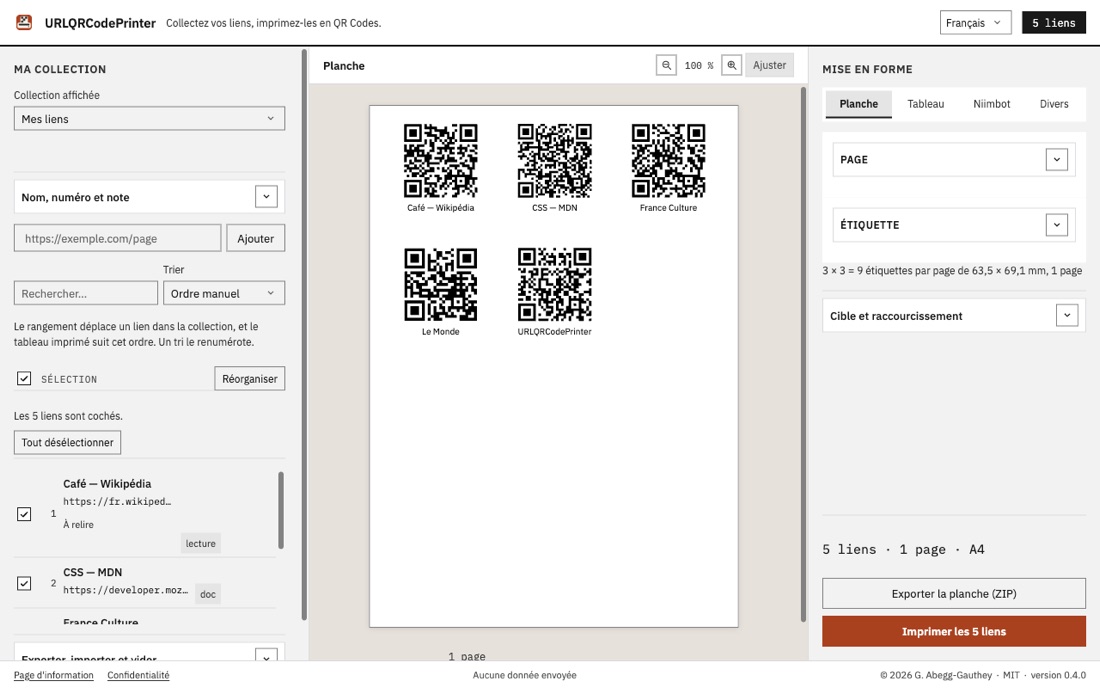 URLQRCodePrinter Collectez vos liens, imprimez-les en QR Codes. Français 5 liens
MA COLLECTION
Collection affichée
Mes liens
Nom, numéro et note
https://exemple.com/page Ajouter
Trier
Rechercher… Ordre manuel
Le rangement déplace un lien dans la collection, et le
tableau imprimé suit cet ordre. Un tri le renumérote.
SÉLECTION Réorganiser
Les 5 liens sont cochés.
Tout désélectionner
Café — Wikipédia
https://fr.wikiped…
1
À relire
lecture
CSS — MDN
2
https://developer.moz… doc
France Culture
Exporter, importer et vider
Planche 100 % Ajuster
Café — Wikipédia CSS — MDN France Culture
Le Monde URLQRCodePrinter
1 page
MISE EN FORME
Planche Tableau Niimbot Divers
PAGE
ÉTIQUETTE
3 × 3 = 9 étiquettes par page de 63,5 × 69,1 mm, 1 page
Cible et raccourcissement
5 liens · 1 page · A4
Exporter la planche (ZIP)
Imprimer les 5 liens
Page d'information Confidentialité Aucune donnée envoyée © 2026 G. Abegg-Gauthey · MIT · version 0.4.0